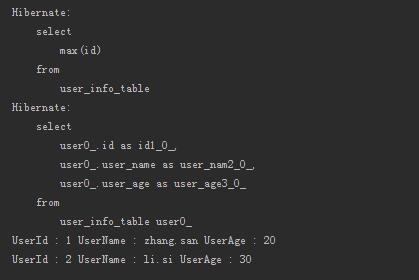 Hibernate:
    select
        max(id)
    from
        user_info_table
Hibernate:
    select
        user0_.id as id1_0_,
        user0_.user_name as user_nam2_0_,
        user0_.user_age as user_age3_0_
    from
        user_info_table user0_
UserId : 1 UserName : zhang.san UserAge : 20
UserId : 2 UserName : li.si UserAge : 30